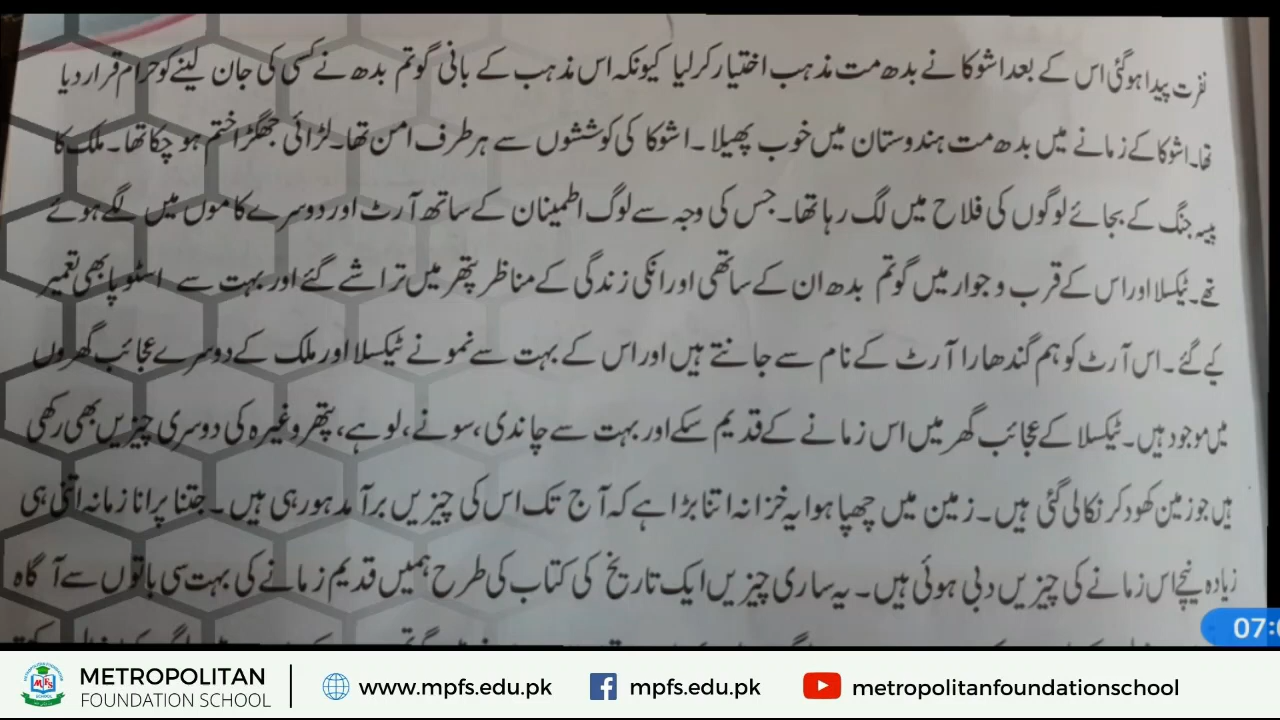 نفرت پیدا ہوگئی اس کے بعد اشوکا نے بدھ مت مذہب اختیار کرلیا کیونکہ اس مذہب کے بانی گوتم بدھ نے کسی کی جان لینے کو حرام قرار دیا
تھا۔ اشوکا کے زمانے میں بدھ مت ہندوستان میں خوب پھیلا۔ اشوکا کی کوششوں سے ہر طرف امن تھا۔ لڑائی جھگڑا ختم ہو چکا تھا۔ ملک کا
پیسہ جنگ کے بجائے لوگوں کی فلاح میں لگ رہا تھا۔ جس کی وجہ سے لوگ اطمینان کے ساتھ آرٹ اور دوسرے کاموں میں لگے ہوئے
تھے۔ ٹیکسلا اور اس کے قرب و جوار میں گوتم بدھ ان کے ساتھی اور انکی زندگی کے مناظر پتھر میں تراشے گئے اور بہت سے اسٹوپا بھی تعمیر
کیے گئے۔ اس آرٹ کو ہم گندھارا آرٹ کے نام سے جانتے ہیں اور اس کے بہت سے نمونے ٹیکسلا اور ملک کے دوسرے عجائب گھروں
میں موجود ہیں۔ ٹیکسلا کے عجائب گھر میں اس زمانے کے قدیم سکے اور بہت سے چاندی، سونے، لوہے، پتھر وغیرہ کی دوسری چیزیں بھی رکھی
ہیں جو زمین کھود کر نکالی گئی ہیں۔ زمین میں چھپا ہوا یہ خزانہ اتنا بڑا ہے کہ آج تک اس کی چیزیں برآمد ہو رہی ہیں۔ جتنا پرانا زمانہ اتنی ہی
زیادہ نیچے اس زمانے کی چیزیں دبی ہوئی ہیں۔ یہ ساری چیزیں ایک تاریخ کی کتاب کی طرح ہمیں قدیم زمانے کی بہت سی باتوں سے آگاہ
METROPOLITAN
FOUNDATION SCHOOL
www.mpfs.edu.pk
mpfs.edu.pk
metropolitanfoundationschool